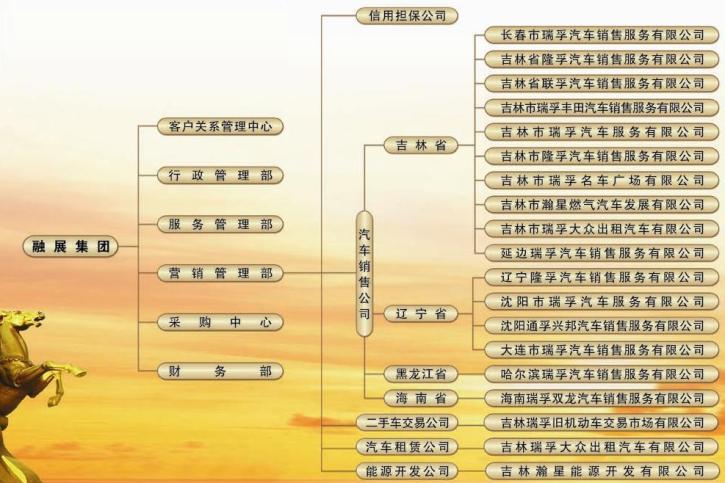 融展集团
客户关系管理中心
行政管理部
服务管理部
营销管理部
采购中心
财务部
信用担保公司
汽车销售公司
吉林省
长春市瑞孚汽车销售服务有限公司
吉林省隆孚汽车销售服务有限公司
吉林省联孚汽车销售服务有限公司
吉林市瑞孚丰田汽车销售服务有限公司
吉林市瑞孚汽车服务有限公司
吉林市隆孚汽车销售服务有限公司
吉林市瑞孚名车广场有限公司
吉林市瀚星燃气汽车发展有限公司
吉林市瑞孚大众出租汽车有限公司
延边瑞孚汽车销售服务有限公司
辽宁省
辽宁隆孚汽车销售服务有限公司
沈阳市瑞孚汽车服务有限公司
沈阳通孚兴邦汽车销售服务有限公司
大连市瑞孚汽车销售服务有限公司
黑龙江省
哈尔滨瑞孚汽车销售服务有限公司
海南省
海南瑞孚双龙汽车销售服务有限公司
二手车交易公司
吉林瑞孚旧机动车交易市场有限公司
汽车租赁公司
吉林瑞孚大众出租汽车有限公司
能源开发公司
吉林瀚星能源开发有限公司